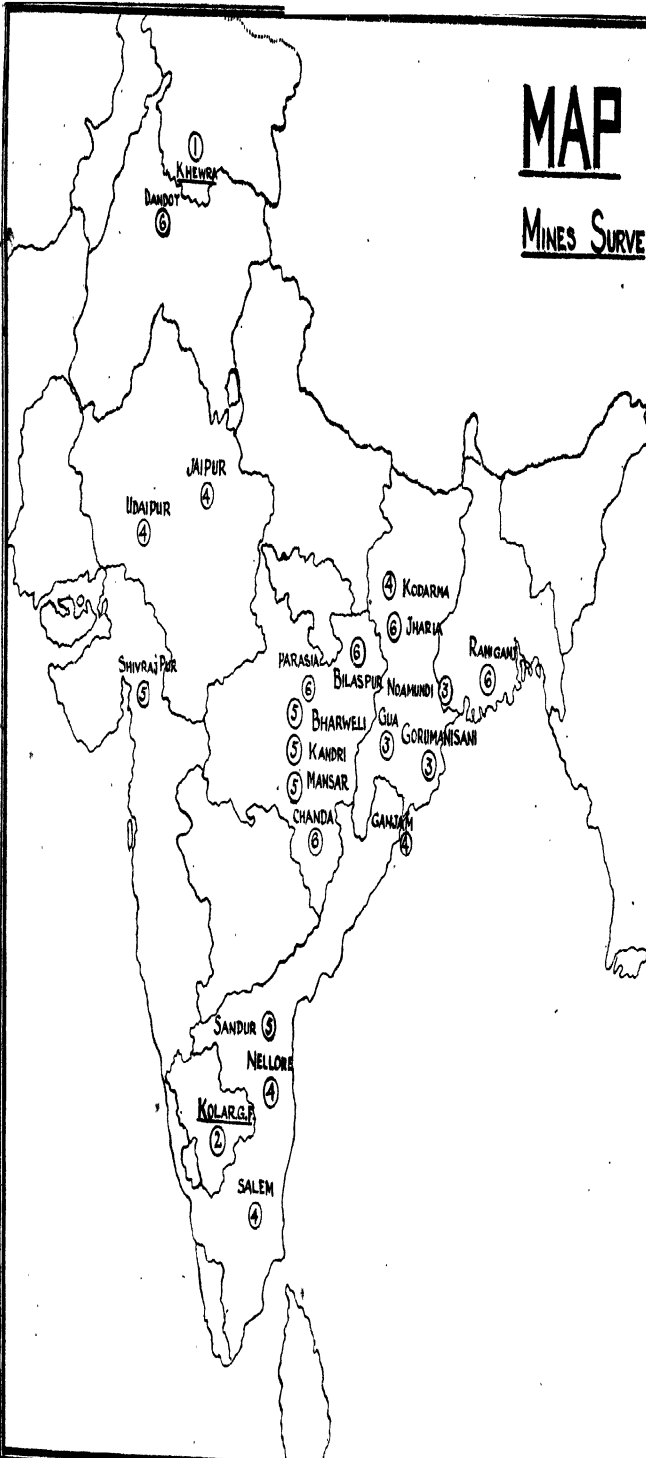 MAP
MINES SURVE
1
KHEWRA
DANDOT
6
JAIPUR
4
UDAIPUR
4
4 KODARMA
6 JHARIA
RANIGANJ
6
SHIVRAJPUR
5
PARASIA
6
6
BILASPUR
NOAMUNDI 3
5 BHARWELI
GUA
3
GORUMANISANI
3
5 KANDRI
5 MANSAR
CHANDA
6
GANJAM
4
SANDUR 5
NELLORE
4
KOLAR.G.F.
2
SALEM
4